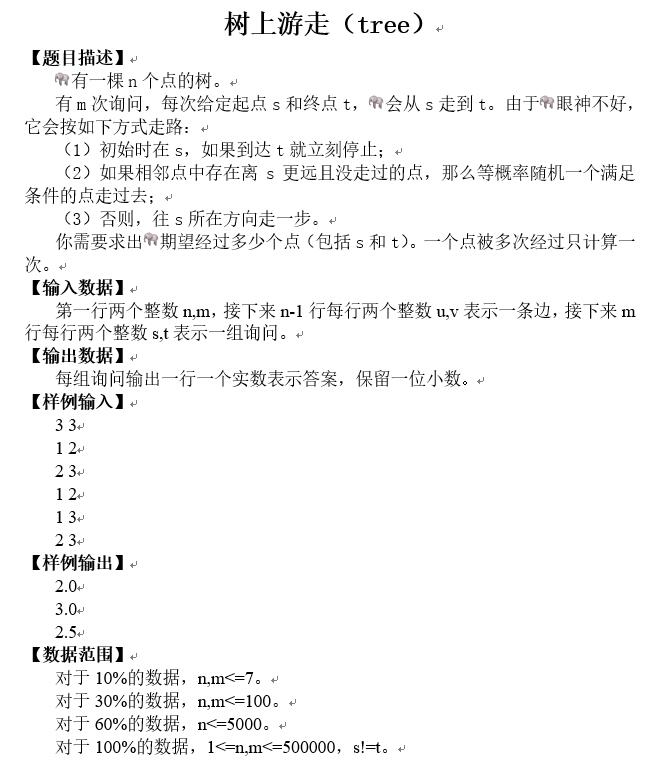 树上游走（tree）
【题目描述】
有一棵 n 个点的树。
有 m 次询问，每次给定起点 s 和终点 t，会从 s 走到 t。由于眼神不好，
它会按如下方式走路：
（1）初始时在 s，如果到达 t 就立刻停止；
（2）如果相邻点中存在离 s 更远且没走过的点，那么等概率随机一个满足
条件的点走过去；
（3）否则，往 s 所在方向走一步。
你需要求出期望经过多少个点（包括 s 和 t）。一个点被多次经过只计算一
次。
【输入数据】
第一行两个整数 n,m，接下来 n-1 行每行两个整数 u,v 表示一条边，接下来 m
行每行两个整数 s,t 表示一组询问。
【输出数据】
每组询问输出一行一个实数表示答案，保留一位小数。
【样例输入】
3 3
1 2
2 3
1 2
1 3
2 3
【样例输出】
2.0
3.0
2.5
【数据范围】
对于 10%的数据，n,m<=7。
对于 30%的数据，n,m<=100。
对于 60%的数据，n<=5000。
对于 100%的数据，1<=n,m<=500000，s!=t。